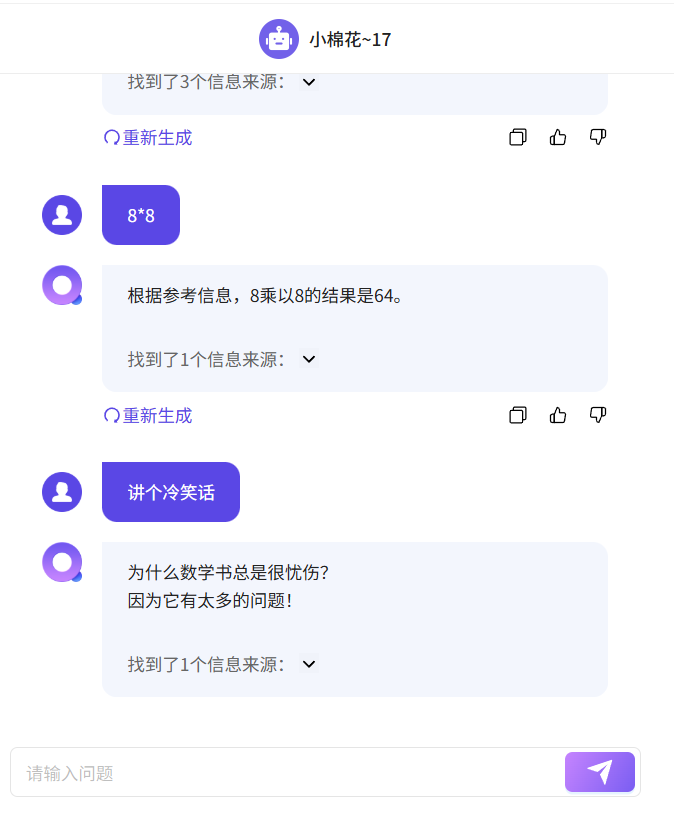 小棉花~17
找到了3个信息来源：
重新生成
8*8
根据参考信息，8乘以8的结果是64。
找到了1个信息来源：
重新生成
讲个冷笑话
为什么数学书总是很忧伤？
因为它有太多的问题！
找到了1个信息来源：
请输入问题